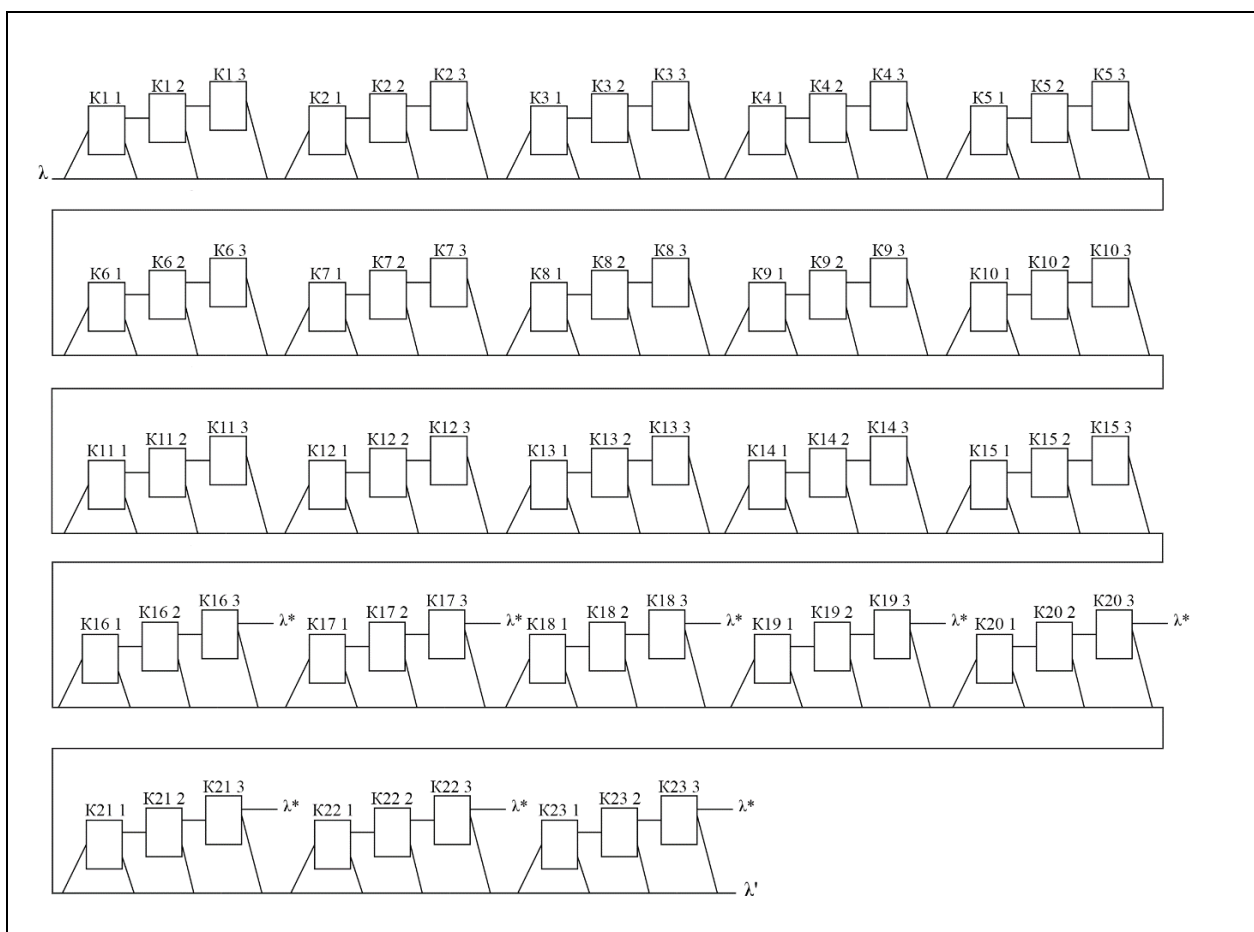 К1 1 К1 2 К1 3 К2 1 К2 2 К2 3 К3 1 К3 2 К3 3 К4 1 К4 2 К4 3 К5 1 К5 2 К5 3
λ
К6 1 К6 2 К6 3 К7 1 К7 2 К7 3 К8 1 К8 2 К8 3 К9 1 К9 2 К9 3 К10 1 К10 2 К10 3
К11 1 К11 2 К11 3 К12 1 К12 2 К12 3 К13 1 К13 2 К13 3 К14 1 К14 2 К14 3 К15 1 К15 2 К15 3
К16 1 К16 2 К16 3 λ* К17 1 К17 2 К17 3 λ* К18 1 К18 2 К18 3 λ* К19 1 К19 2 К19 3 λ* К20 1 К20 2 К20 3 λ*
К21 1 К21 2 К21 3 λ* К22 1 К22 2 К22 3 λ* К23 1 К23 2 К23 3 λ*
λ'